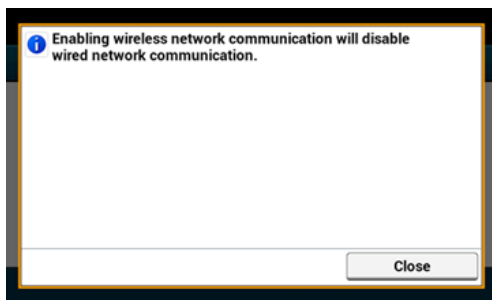 Enabling wireless network communication will disable
wired network communication.
Close